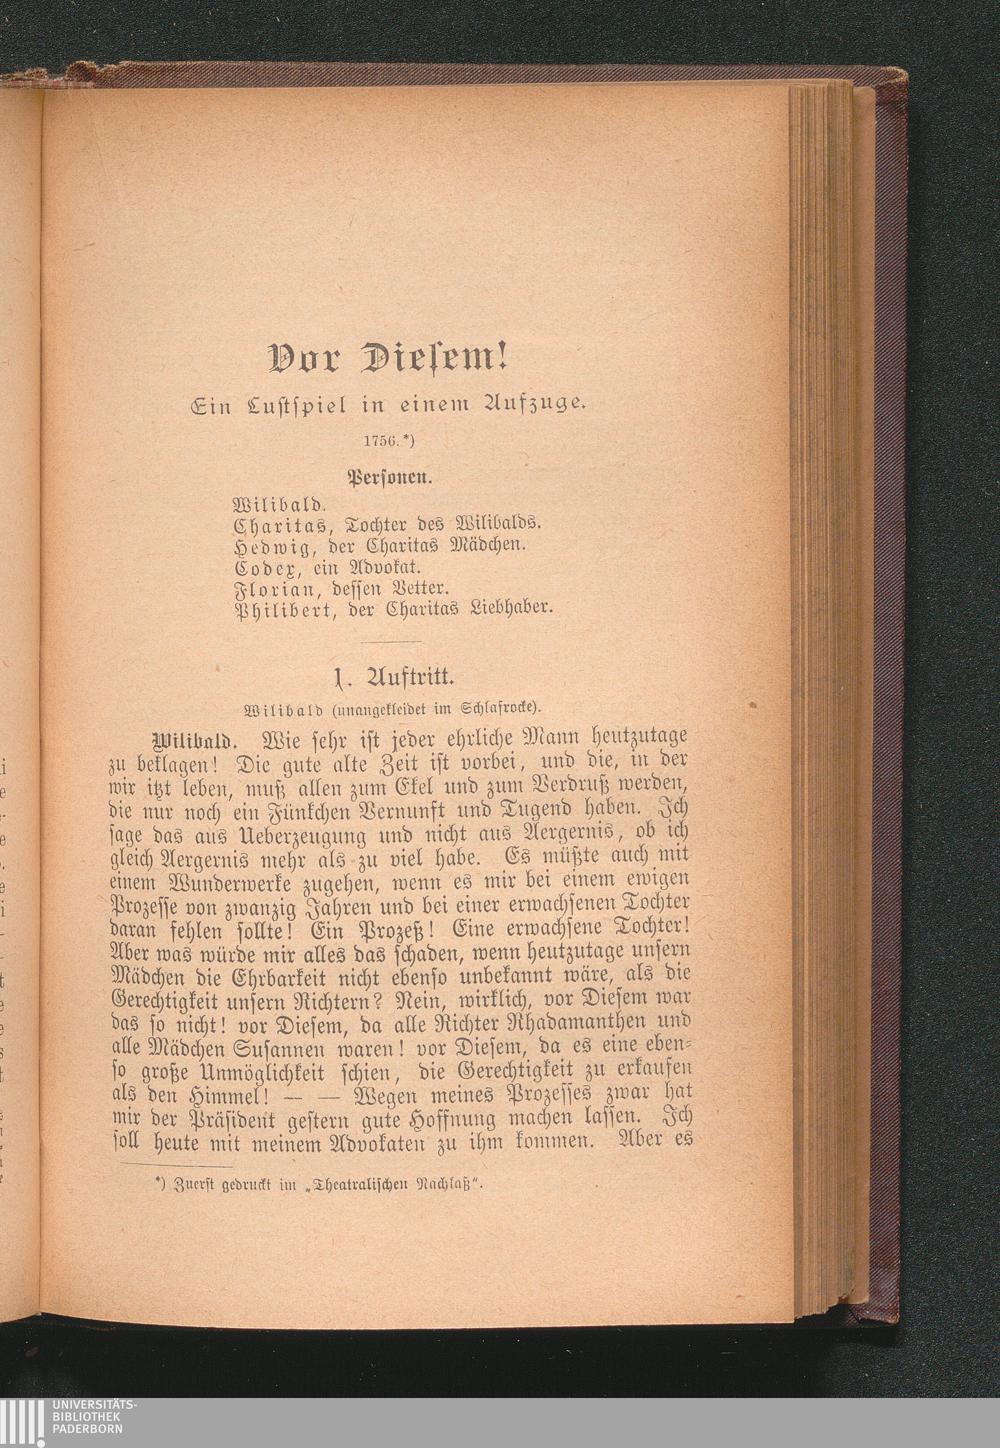 Vor Diesem!
Ein Lustspiel in einem Aufzuge.
1756.*)
Personen.
Wilibald.
Charitas, Tochter des Wilibalds.
Hedwig, der Charitas Mädchen.
Codex, ein Advokat.
Florian, dessen Vetter.
Philibert, der Charitas Liebhaber.
1. Auftritt.
Wilibald (unangekleidet im Schlafrocke).
Wilibald. Wie sehr ist jeder ehrliche Mann heutzutage
zu beklagen! Die gute alte Zeit ist vorbei, und die, in der
wir itzt leben, muß allen zum Ekel und zum Verdruß werden,
die nur noch ein Fünkchen Vernunft und Tugend haben. Ich
sage das aus Ueberzeugung und nicht aus Aergernis, ob ich
gleich Aergernis mehr als zu viel habe. Es müßte auch mit
einem Wunderwerke zugehen, wenn es mir bei einem ewigen
Prozesse von zwanzig Jahren und bei einer erwachsenen Tochter
daran fehlen sollte! Ein Prozeß! Eine erwachsene Tochter!
Aber was würde mir alles das schaden, wenn heutzutage unsern
Mädchen die Ehrbarkeit nicht ebenso unbekannt wäre, als die
Gerechtigkeit unsern Richtern? Nein, wirklich, vor Diesem war
das so nicht! vor Diesem, da alle Richter Rhadamanthen und
alle Mädchen Susannen waren! vor Diesem, da es eine eben-
so große Unmöglichkeit schien, die Gerechtigkeit zu erkaufen
als den Himmel! — — Wegen meines Prozesses zwar hat
mir der Präsident gestern gute Hoffnung machen lassen. Ich
soll heute mit meinem Advokaten zu ihm kommen. Aber es
*) Zuerst gedruckt im „Theatralischen Nachlaß".
UNIVERSITÄTS-
BIBLIOTHEK
PADERBORN